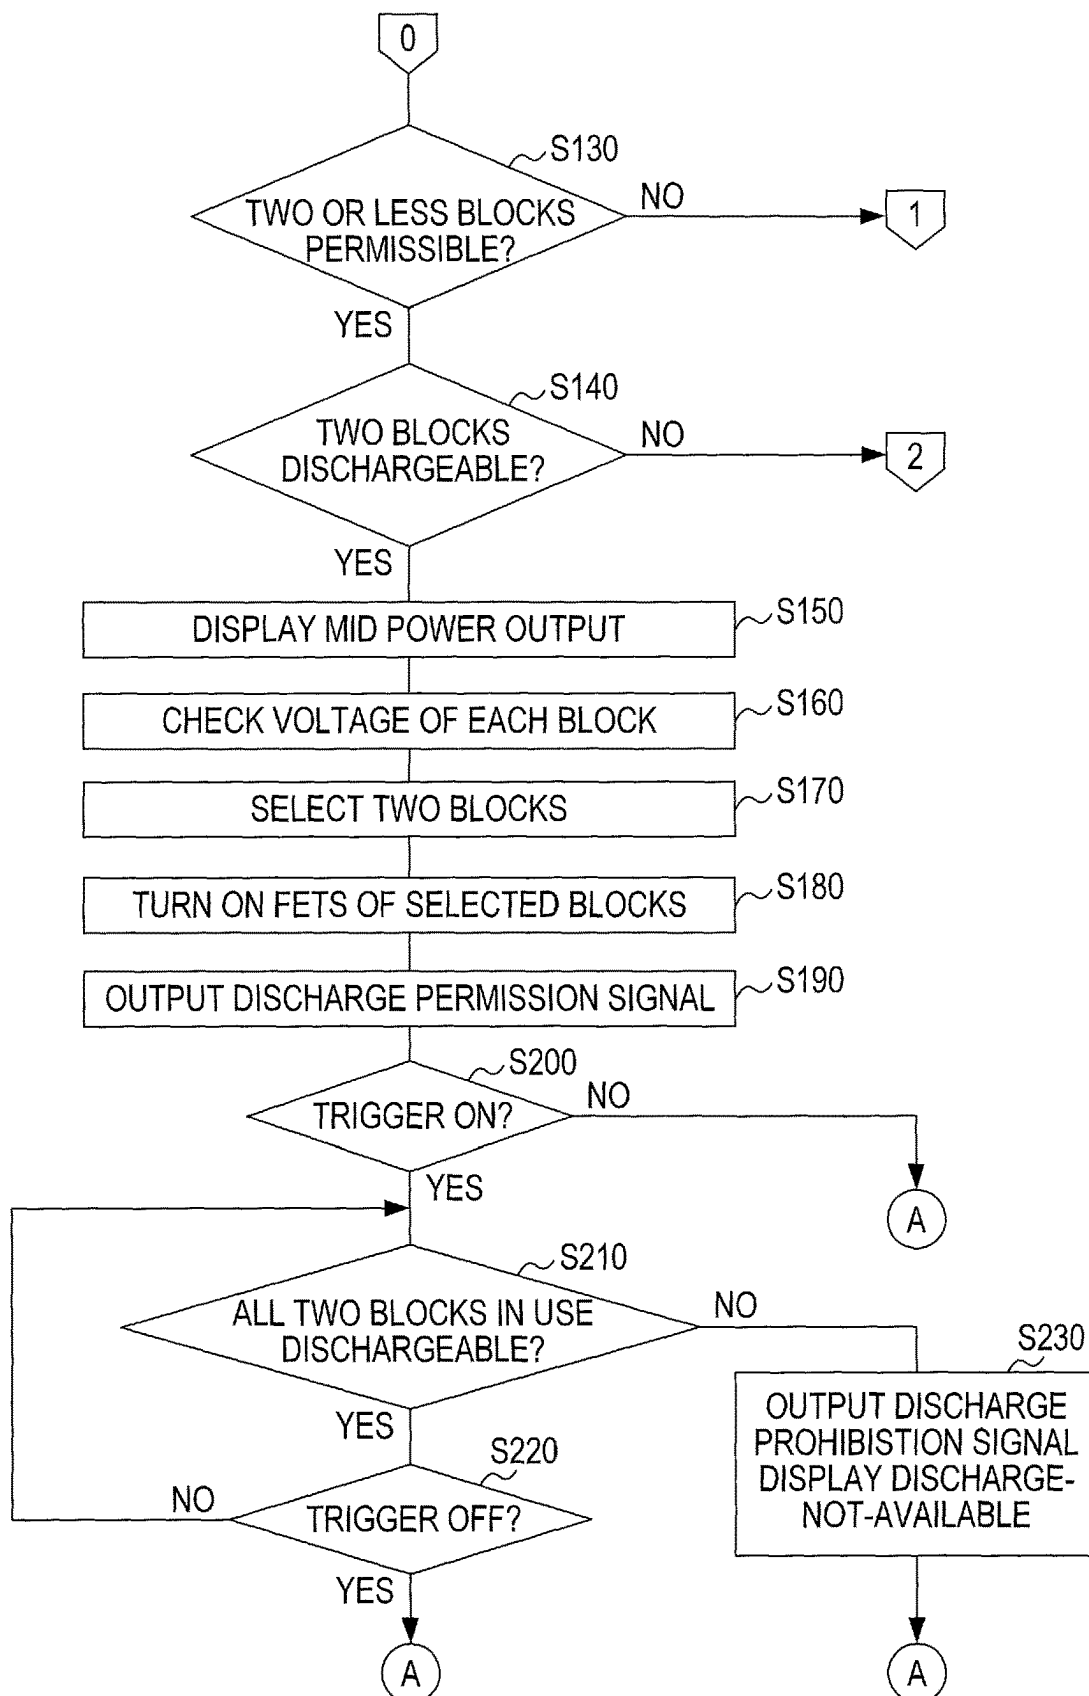 0
S130
TWO OR LESS BLOCKS
PERMISSIBLE?
NO
1
YES
S140
TWO BLOCKS
DISCHARGEABLE?
NO
2
YES
DISPLAY MID POWER OUTPUT
S150
CHECK VOLTAGE OF EACH BLOCK
S160
SELECT TWO BLOCKS
S170
TURN ON FETS OF SELECTED BLOCKS
S180
OUTPUT DISCHARGE PERMISSION SIGNAL
S190
S200
TRIGGER ON?
NO
YES
A
S210
ALL TWO BLOCKS IN USE
DISCHARGEABLE?
NO
S230
OUTPUT DISCHARGE
PROHIBISTION SIGNAL
DISPLAY DISCHARGE-
NOT-AVAILABLE
YES
S220
TRIGGER OFF?
NO
YES
A
A